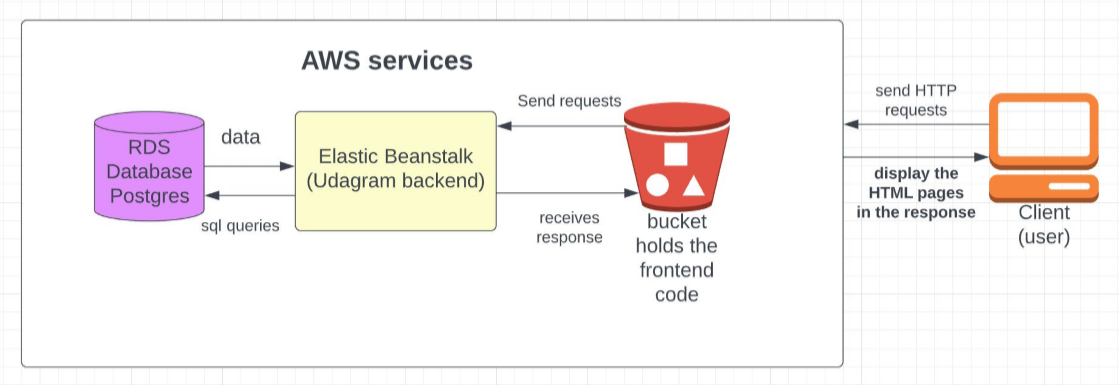 AWS services
RDS
Database
Postgres
data
sql queries
Elastic Beanstalk
(Udagram backend)
Send requests
receives
response
bucket
holds the
frontend
code
send HTTP
requests
display the
HTML pages
in the response
Client
(user)